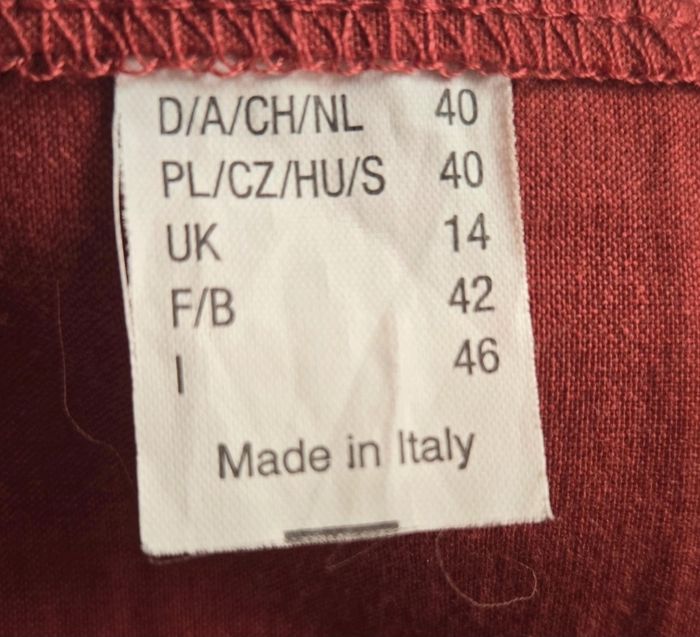 D/A/CH/NL 40
PL/CZ/HU/S 40
UK 14
F/B 42
I 46
Made in Italy